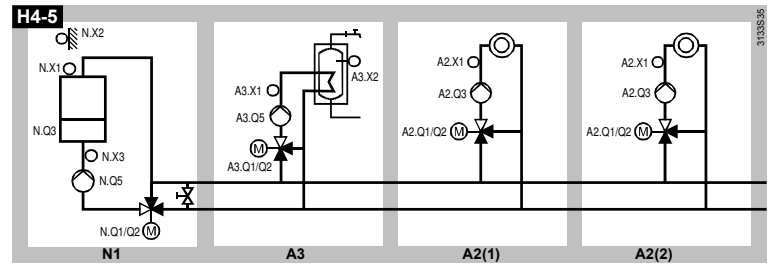 H4-5
3133S35
N.X2
N.X1
N.Q3
N.X3
N.Q5
N.Q1/Q2
M
N1
A3.X1
A3.X2
A3.Q5
M
A3.Q1/Q2
A3
A2.X1
A2.Q3
A2.Q1/Q2
M
A2(1)
A2.X1
A2.Q3
A2.Q1/Q2
M
A2(2)